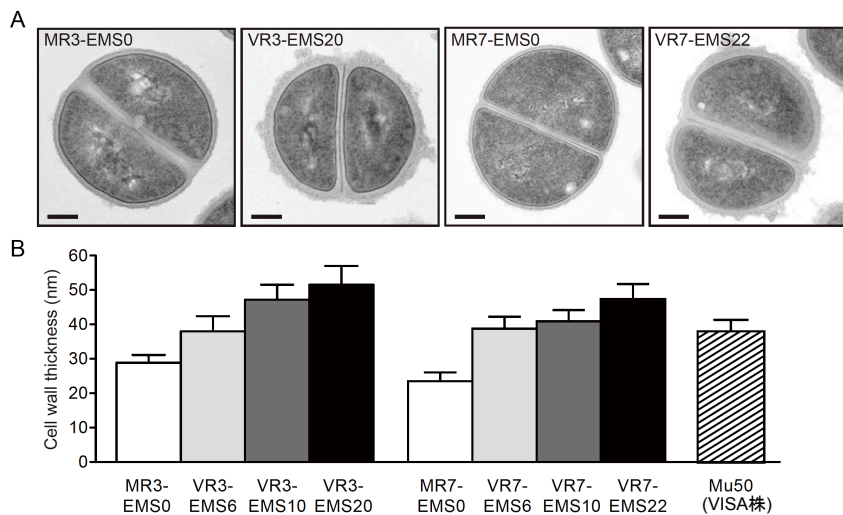 A
MR3-EMS0
VR3-EMS20
MR7-EMS0
VR7-EMS22
B
Cell wall thickness (nm)
60
50
40
30
20
10
0
MR3-
EMS0
VR3-
EMS6
VR3-
EMS10
VR3-
EMS20
MR7-
EMS0
VR7-
EMS6
VR7-
EMS10
VR7-
EMS22
Mu50
(VISA株)